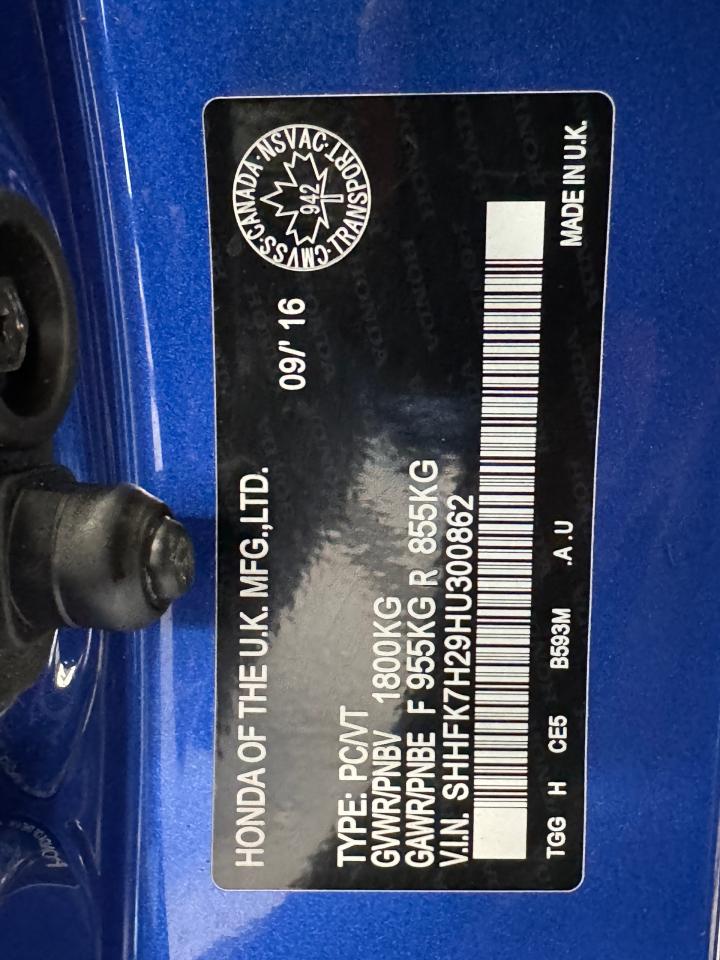 HONDA OF THE U.K. MFG.,LTD.
09/' 16
CANADA·NSVAC·TRANSPORT·CMVSS·
942
TYPE: PC/VT
GVWR/PNBV 1800KG
GAWR/PNBE F 955KG R 855KG
V.I.N. SHHFK7H29HU300862
TGG H CE5 B593M .A .U MADE IN U.K.